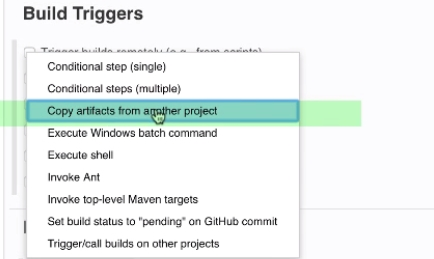 Build Triggers
Trigger builds remotely (e.g., from scripts)
Conditional step (single)
Conditional steps (multiple)
Copy artifacts from another project
Execute Windows batch command
Execute shell
Invoke Ant
Invoke top-level Maven targets
Set build status to "pending" on GitHub commit
Trigger/call builds on other projects